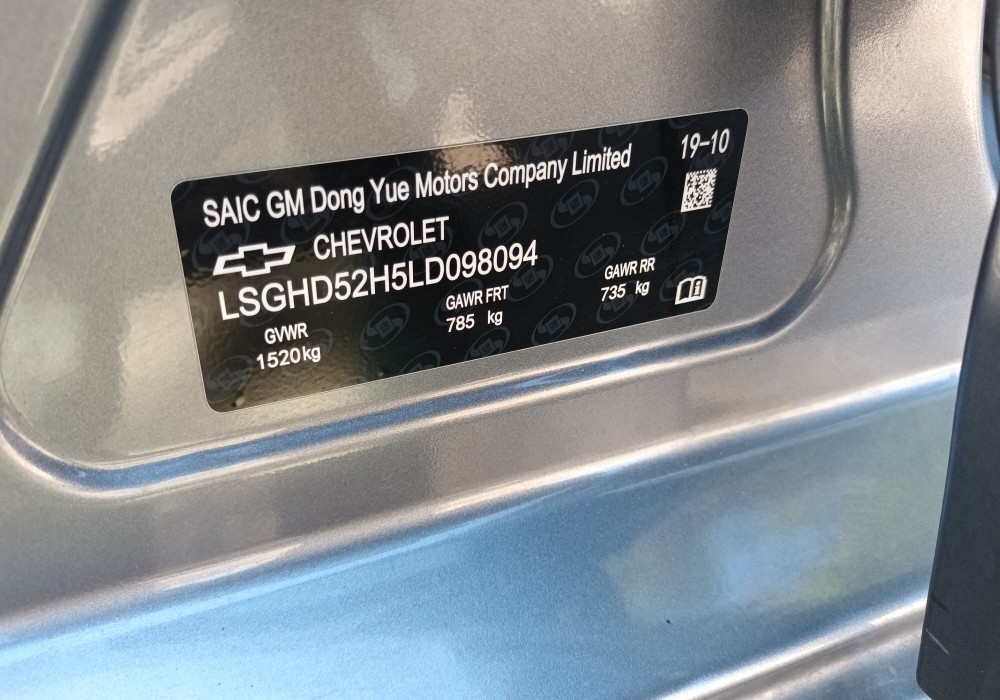 SAIC GM Dong Yue Motors Company Limited
19-10
CHEVROLET
LSGHD52H5LD098094
GVWR
1520kg
GAWR FRT
785 kg
GAWR RR
735 kg